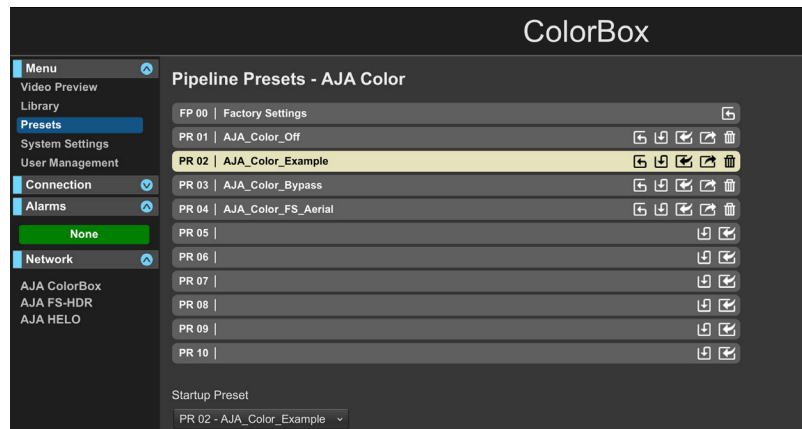 ColorBox
Menu
Video Preview
Library
Presets
System Settings
User Management
Connection
Alarms
None
Network
AJA ColorBox
AJA FS-HDR
AJA HELO
Pipeline Presets - AJA Color
FP 00 | Factory Settings
PR 01 | AJA_Color_Off
PR 02 | AJA_Color_Example
PR 03 | AJA_Color_Bypass
PR 04 | AJA_Color_FS_Aerial
PR 05 |
PR 06 |
PR 07 |
PR 08 |
PR 09 |
PR 10 |
Startup Preset
PR 02 - AJA_Color_Example